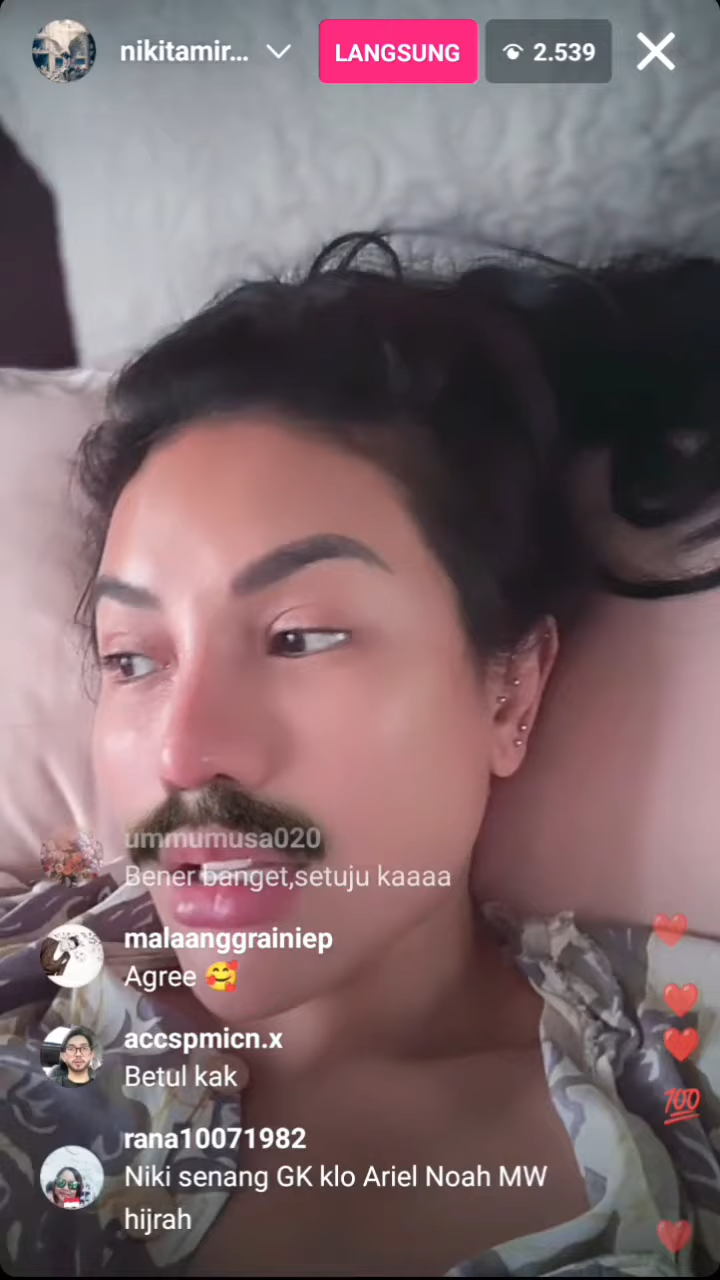 nikitamir...
LANGSUNG
2.539
ummumusa020
Bener banget,setuju kaaaa
malaanggrainiep
Agree 🥰
accspmicn.x
Betul kak
rana10071982
Niki senang GK klo Ariel Noah MW
hijrah
💯